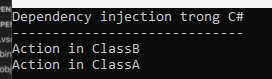 Dependency injection trong C#
------------------------------
Action in ClassB
Action in ClassA